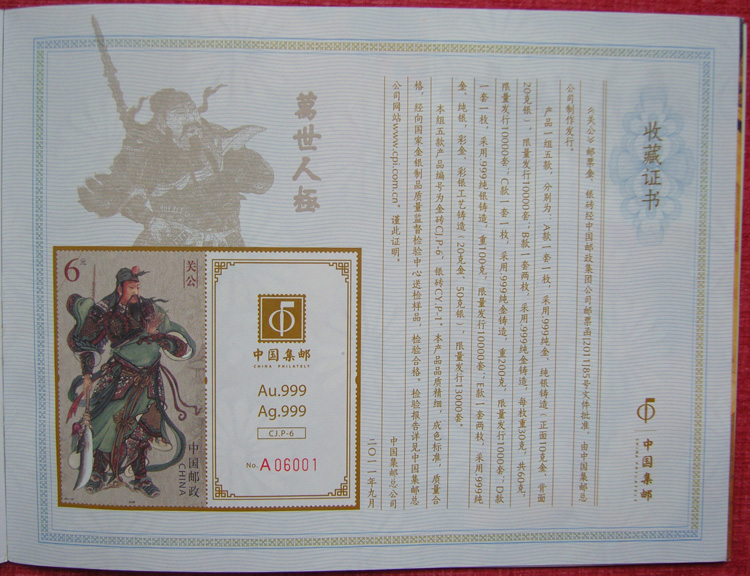 收藏证书
《关公》邮票金、银砖经中国邮政集团公司邮票函[2011]85号文件批准，由中国集邮总
公司制作发行。
产品一组五款，分别为：A款一套一枚，采用.999纯金、纯银铸造（正面10克金，背面
20克银），限量发行10000套；B款一套两枚，采用.999纯金铸造，每枚重30克，共60克，
限量发行10000套；C款一套一枚，采用.999纯金铸造，重200克，限量发行1000套；D款
一套一枚，采用.999纯银铸造，重100克，限量发行10000套；E款一套两枚，采用.999纯
金、纯银，彩金、彩银工艺铸造（20克金，50克银），限量发行13000套。
本组五款产品编号为金砖CJ.P-6，银砖CY.P-1。本产品品质精细，成色标准，质量合
格，经向国家金银制品质量监督检验中心送检样品，检验合格。检验报告详见中国集邮总
公司网站www.cpi.com.cn。谨此证明。
中国集邮总公司
二〇一一年九月
中国集邮
CHINA PHILATELY
萬世人極
6元
关公
中国邮政
CHINA
中国集邮
CHINA PHILATELY
Au.999
Ag.999
CJ.P-6
No. A 06001